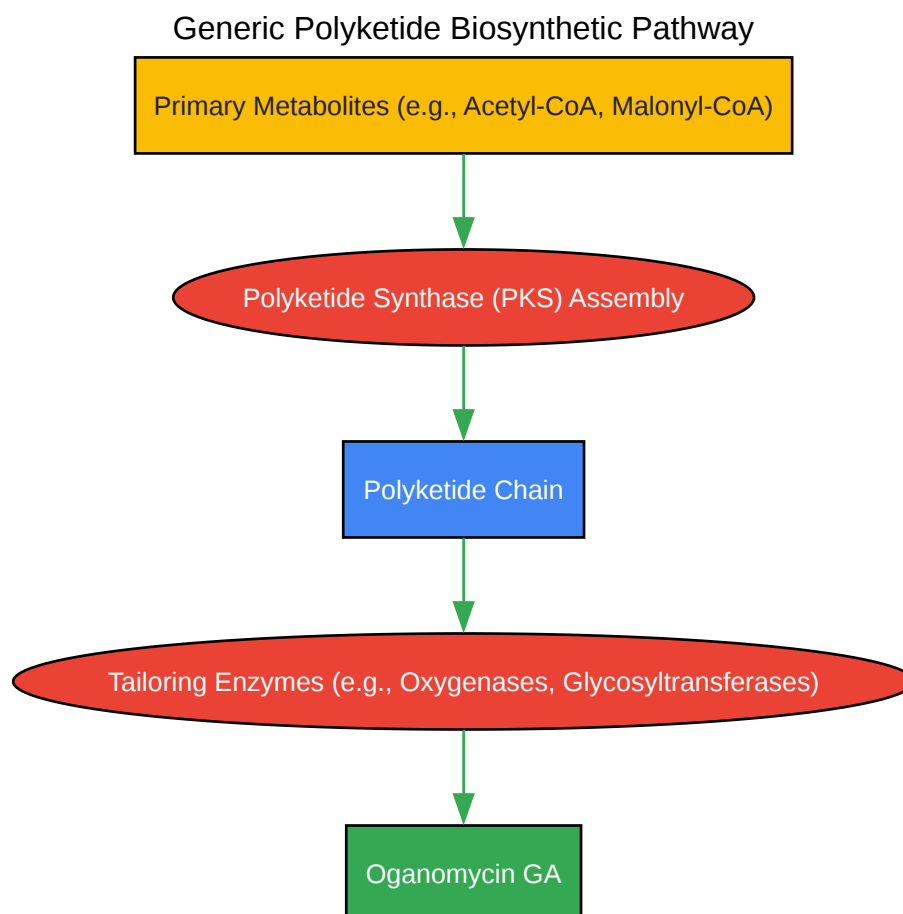 Generic Polyketide Biosynthetic Pathway
Primary Metabolites (e.g., Acetyl-CoA, Malonyl-CoA)
Polyketide Synthase (PKS) Assembly
Polyketide Chain
Tailoring Enzymes (e.g., Oxygenases, Glycosyltransferases)
Oganomycin GA